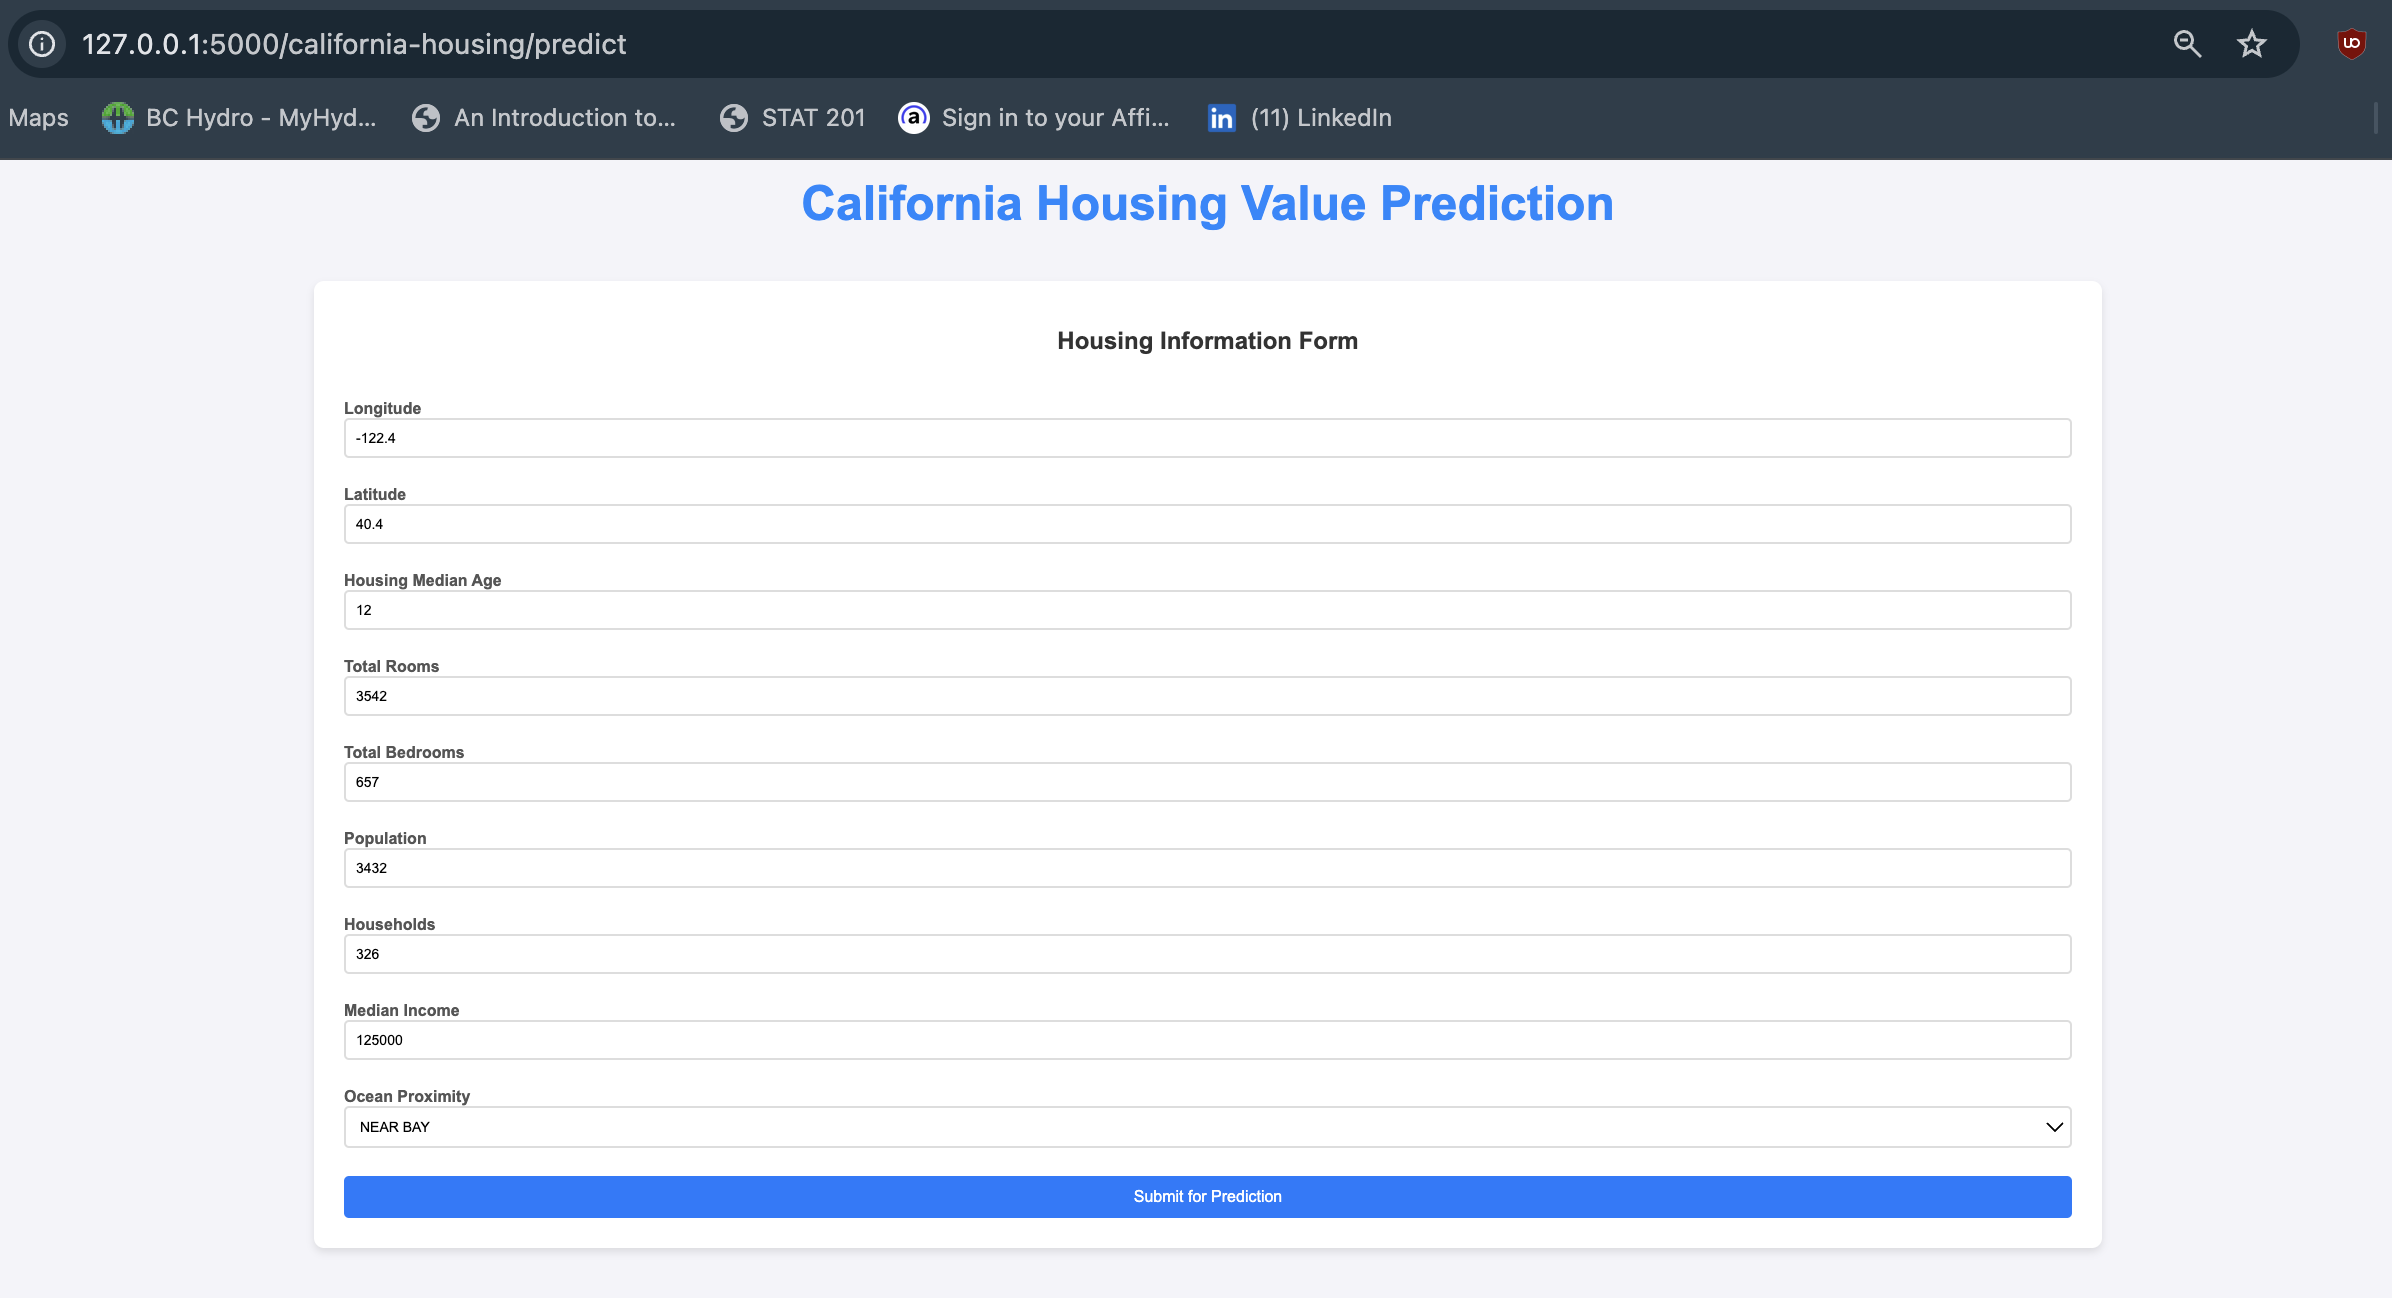 127.0.0.1:5000/california-housing/predict
Maps BC Hydro - MyHyd... An Introduction to... STAT 201 Sign in to your Affi... (11) LinkedIn
California Housing Value Prediction
Housing Information Form
Longitude
-122.4
Latitude
40.4
Housing Median Age
12
Total Rooms
3542
Total Bedrooms
657
Population
3432
Households
326
Median Income
125000
Ocean Proximity
NEAR BAY
Submit for Prediction